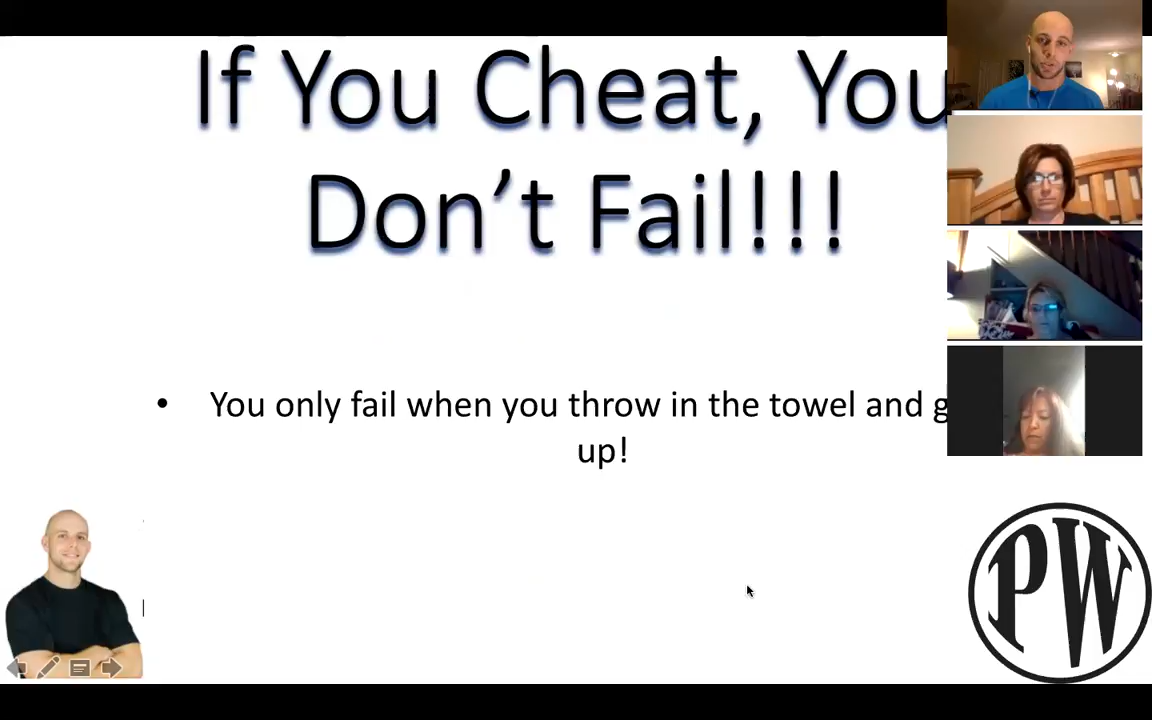 If You Cheat, You
Don't Fail!!!
• You only fail when you throw in the towel and g
up!
PW